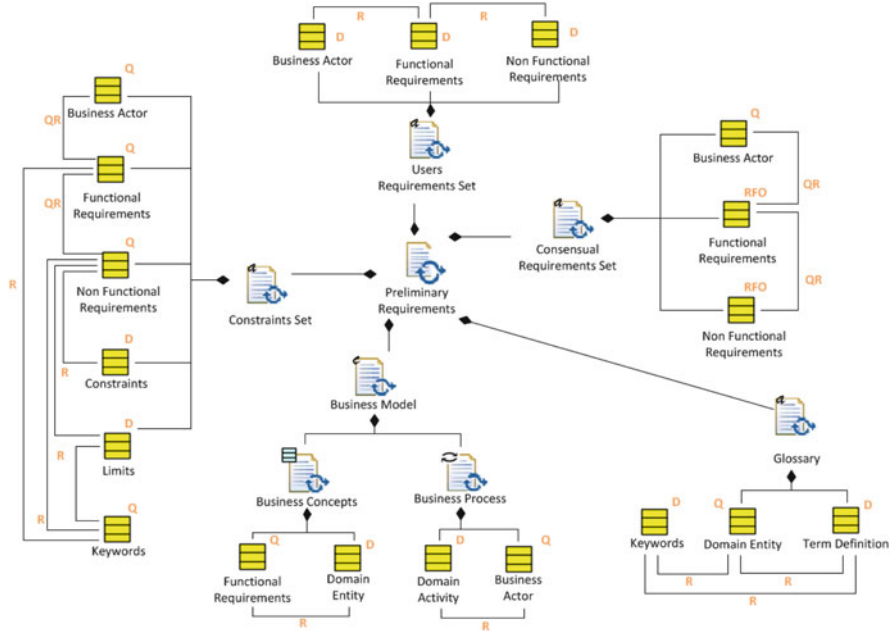 R
R
D
D
D
Business Actor
Functional
Requirements
Non Functional
Requirements
a
Users
Requirements Set
Q
Business Actor
QR
Q
Functional
Requirements
QR
Q
Non Functional
Requirements
R
D
Constraints
R
D
Limits
R
Q
Keywords
R
a
Constraints Set
Preliminary
Requirements
a
Consensual
Requirements Set
Q
Business Actor
QR
RFO
Functional
Requirements
QR
RFO
Non Functional
Requirements
Business Model
Business Concepts
Business Process
Q
Functional
Requirements
D
Domain
Entity
R
D
Domain
Activity
Q
Business
Actor
R
a
Glossary
D
Keywords
Q
Domain Entity
D
Term Definition
R
R
R